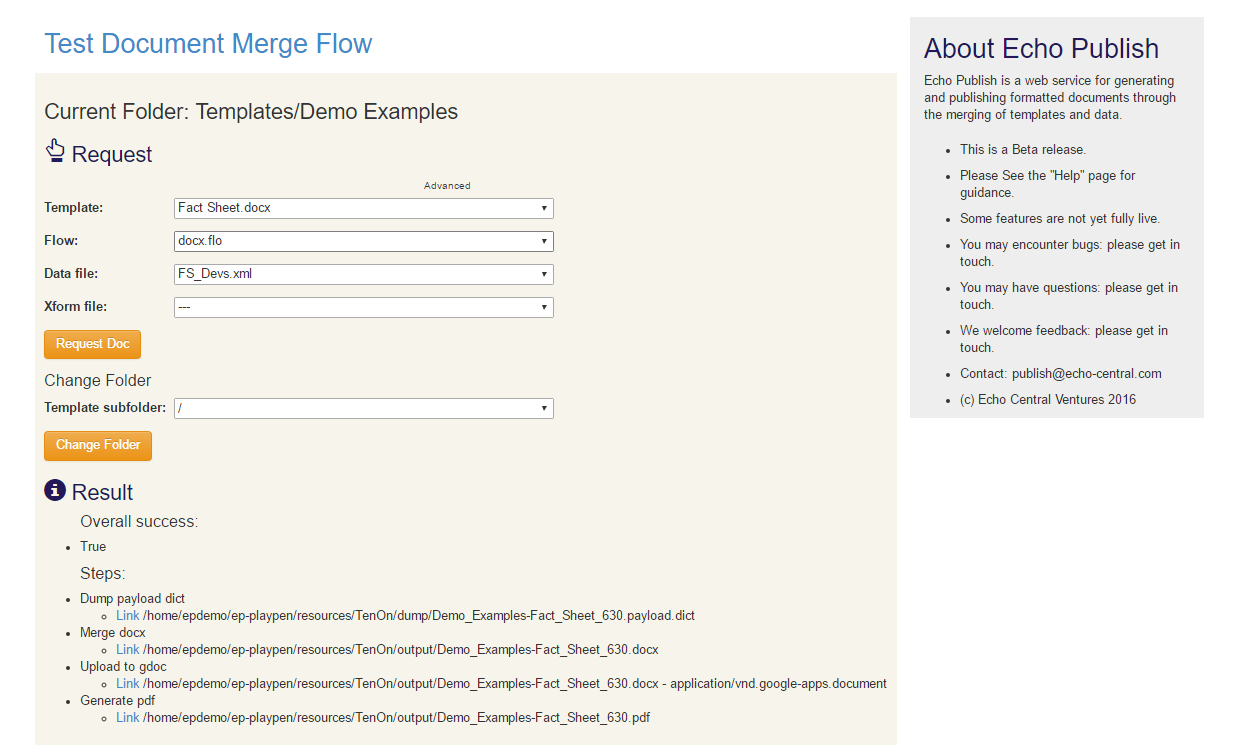 Test Document Merge Flow
Current Folder: Templates/Demo Examples
Request
Advanced
Template: Fact Sheet.docx
Flow: docx.flo
Data file: FS_Devs.xml
Xform file: ---
Request Doc
Change Folder
Template subfolder: /
Change Folder
Result
Overall success:
True
Steps:
Dump payload dict
Link /home/epdemo/ep-playpen/resources/TenOn/dump/Demo_Examples-Fact_Sheet_630.payload.dict
Merge docx
Link /home/epdemo/ep-playpen/resources/TenOn/output/Demo_Examples-Fact_Sheet_630.docx
Upload to gdoc
Link /home/epdemo/ep-playpen/resources/TenOn/output/Demo_Examples-Fact_Sheet_630.docx - application/vnd.google-apps.document
Generate pdf
Link /home/epdemo/ep-playpen/resources/TenOn/output/Demo_Examples-Fact_Sheet_630.pdf
About Echo Publish
Echo Publish is a web service for generating
and publishing formatted documents through
the merging of templates and data.
This is a Beta release.
Please See the "Help" page for
guidance.
Some features are not yet fully live.
You may encounter bugs: please get in
touch.
You may have questions: please get in
touch.
We welcome feedback: please get in
touch.
Contact: publish@echo-central.com
(c) Echo Central Ventures 2016